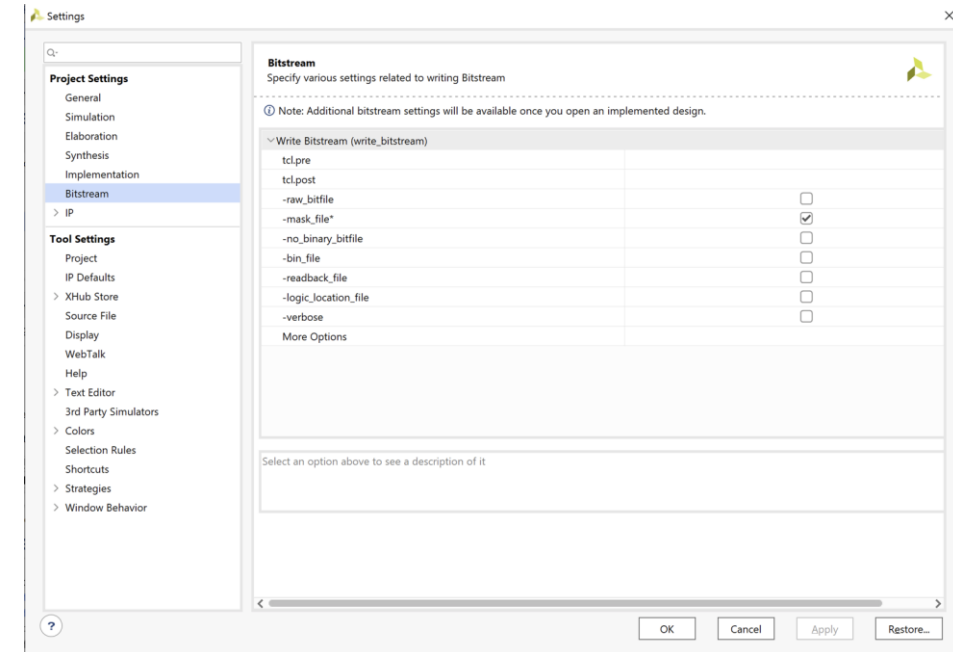 Settings
Project Settings
General
Simulation
Elaboration
Synthesis
Implementation
Bitstream
IP
Tool Settings
Project
IP Defaults
XHub Store
Source File
Display
WebTalk
Help
Text Editor
3rd Party Simulators
Colors
Selection Rules
Shortcuts
Strategies
Window Behavior
Bitstream
Specify various settings related to writing Bitstream
Note: Additional bitstream settings will be available once you open an implemented design.
Write Bitstream (write_bitstream)
tcl.pre
tcl.post
-raw_bitfile
-mask_file*
-no_binary_bitfile
-bin_file
-readback_file
-logic_location_file
-verbose
More Options
Select an option above to see a description of it
?
OK Cancel Apply Restore...